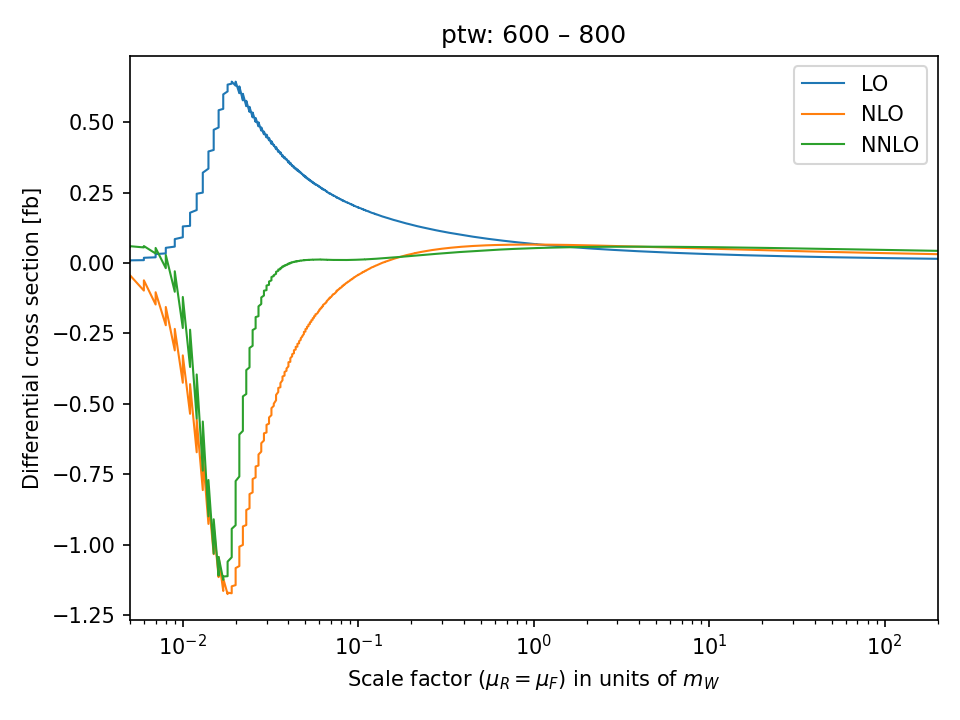 ptw: 600 – 800
Differential cross section [fb]
0.50
0.25
0.00
−0.25
−0.50
−0.75
−1.00
−1.25
LO
NLO
NNLO
10⁻² 10⁻¹ 10⁰ 10¹ 10²
Scale factor (μ_R = μ_F) in units of m_W